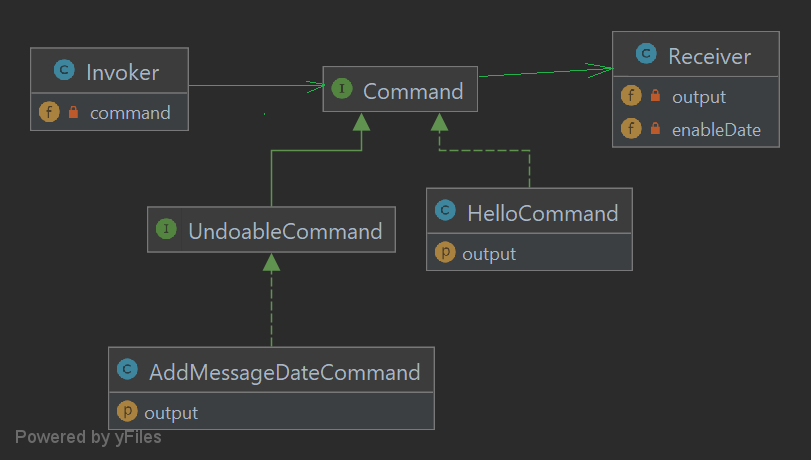 C Invoker
f command
I Command
C Receiver
f output
f enableDate
I UndoableCommand
C HelloCommand
p output
C AddMessageDateCommand
p output
Powered by yFiles